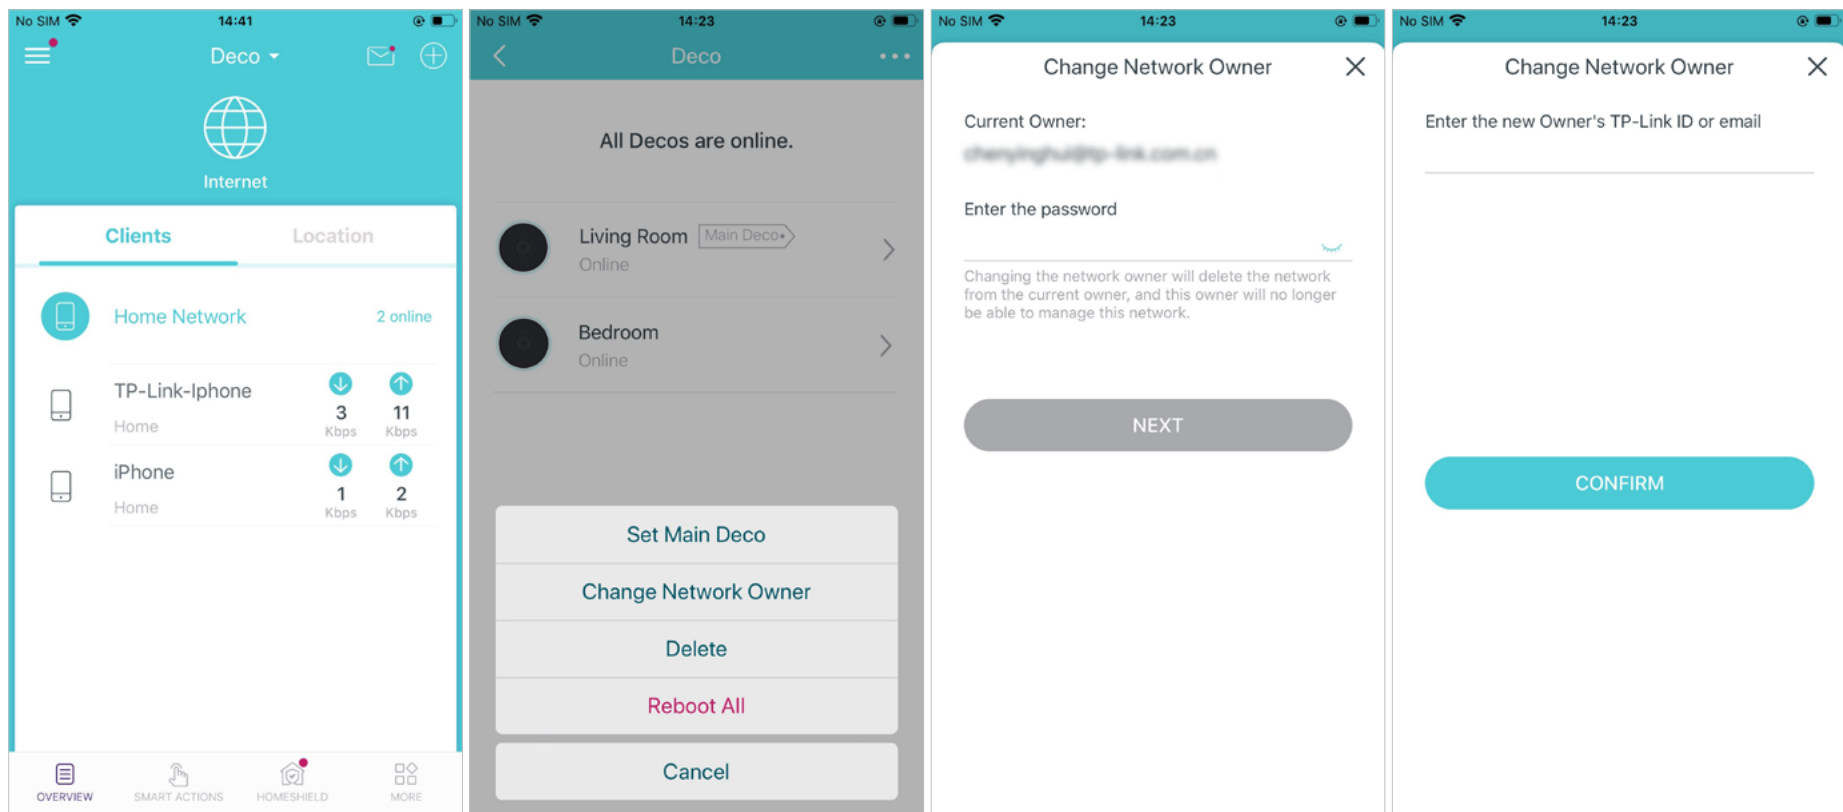 No SIM
14:41
Deco
Internet
Clients
Location
Home Network
2 online
TP-Link-Iphone
Home
3
Kbps
11
Kbps
iPhone
Home
1
Kbps
2
Kbps
OVERVIEW
SMART ACTIONS
HOMESHIELD
MORE
No SIM
14:23
Deco
All Decos are online.
Living Room
Main Deco
Online
Bedroom
Online
Set Main Deco
Change Network Owner
Delete
Reboot All
Cancel
No SIM
14:23
Change Network Owner
Current Owner:
Enter the password
Changing the network owner will delete the network
from the current owner, and this owner will no longer
be able to manage this network.
NEXT
No SIM
14:23
Change Network Owner
Enter the new Owner's TP-Link ID or email
CONFIRM